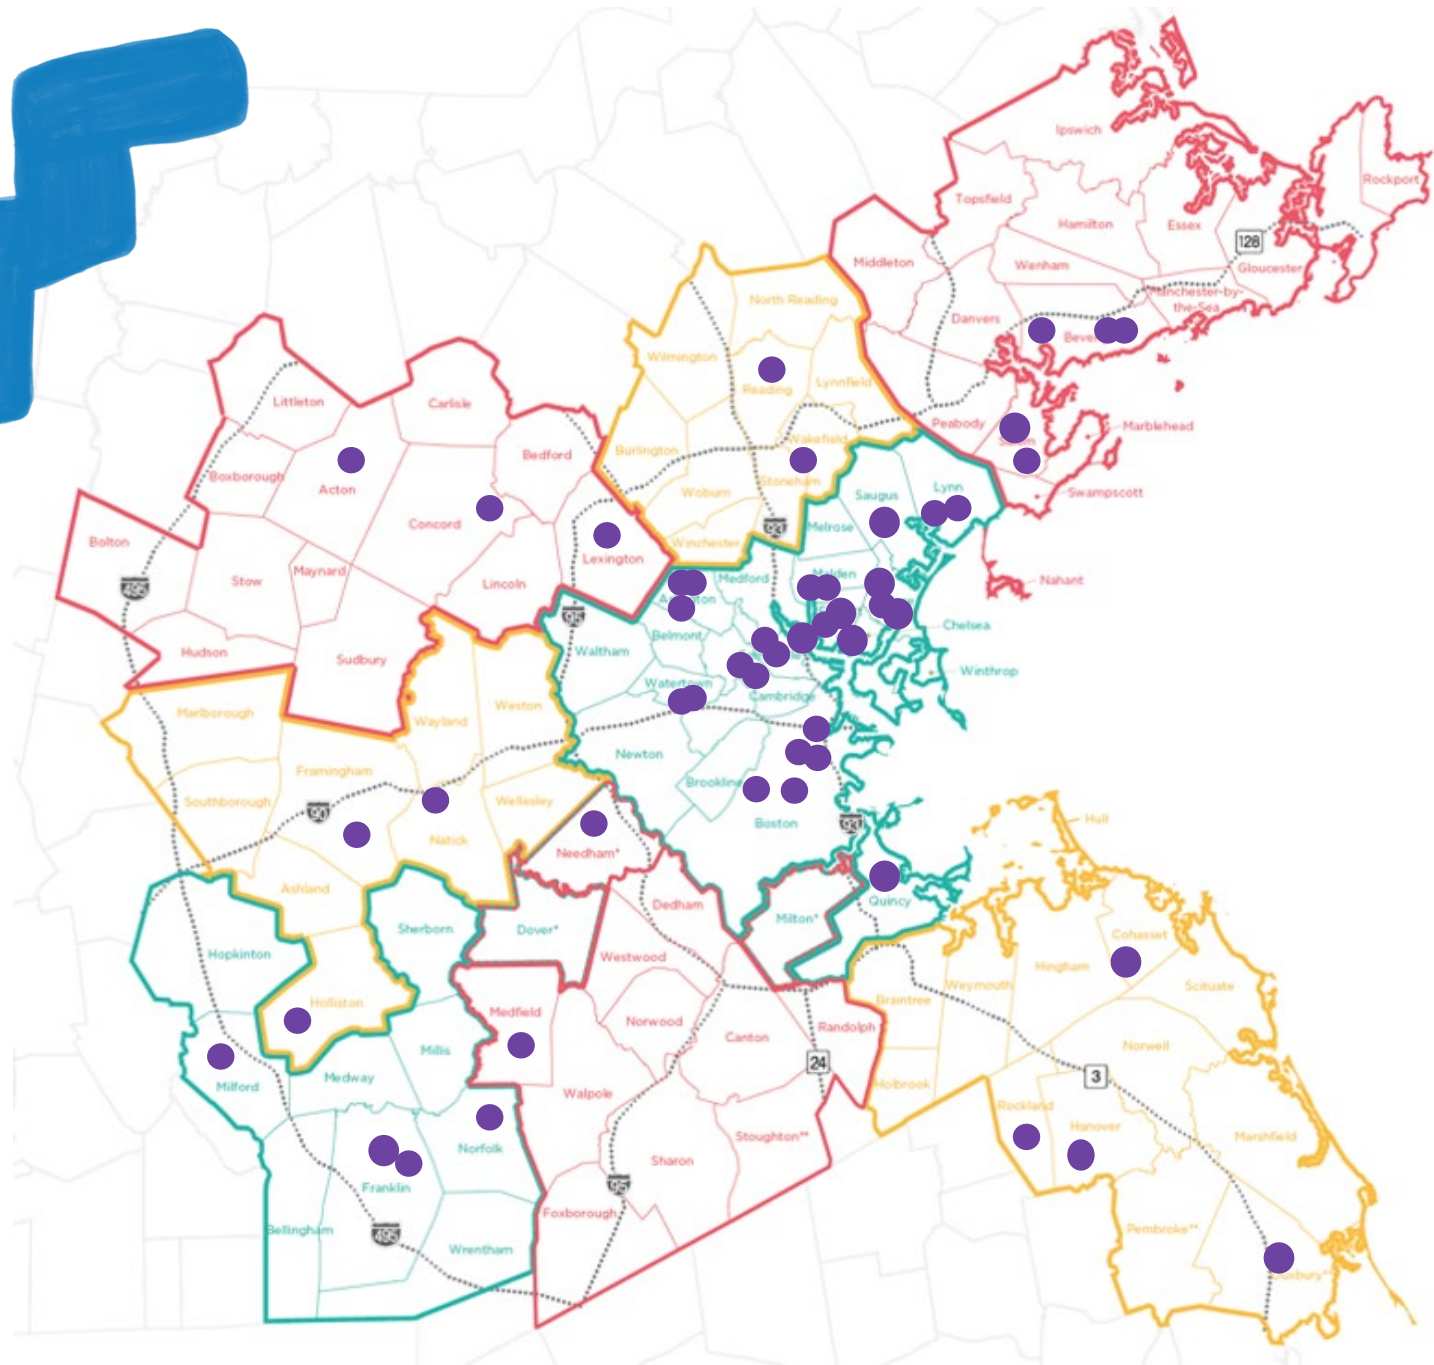 Ipswich
Rockport
Topsfield
Hamilton
Essex
128
Middleton
Wenham
Gloucester
Manchester-by-
the-Sea
North Reading
Danvers
Wilmington
Reading
Lynnfield
Littleton
Carlisle
Peabody
Marblehead
Wakefield
Burlington
Bedford
Boxborough
Acton
Stoneham
Woburn
Lynn
Swampscott
Saugus
Concord
Melrose
93
Bolton
Winchester
Lexington
Stow
Maynard
Lincoln
Medford
Malden
Nahant
495
95
Chelsea
Belmont
Hudson
Sudbury
Waltham
Winthrop
Watertown
Cambridge
Marlborough
Wayland
Weston
Newton
Framingham
Brookline
Southborough
Wellesley
90
Natick
Boston
93
Hull
Needham*
Ashland
Quincy
Dedham
Sherborn
Dover*
Milton*
Cohasset
Hopkinton
Westwood
Hingham
Weymouth
Scituate
Holliston
Braintree
Medfield
Norwood
Canton
Randolph
Millis
Norwell
24
3
Medway
Milford
Walpole
Holbrook
Rockland
Hanover
Norfolk
Stoughton**
Marshfield
Sharon
Franklin
95
Foxborough
Bellingham
495
Wrentham
Pembroke**